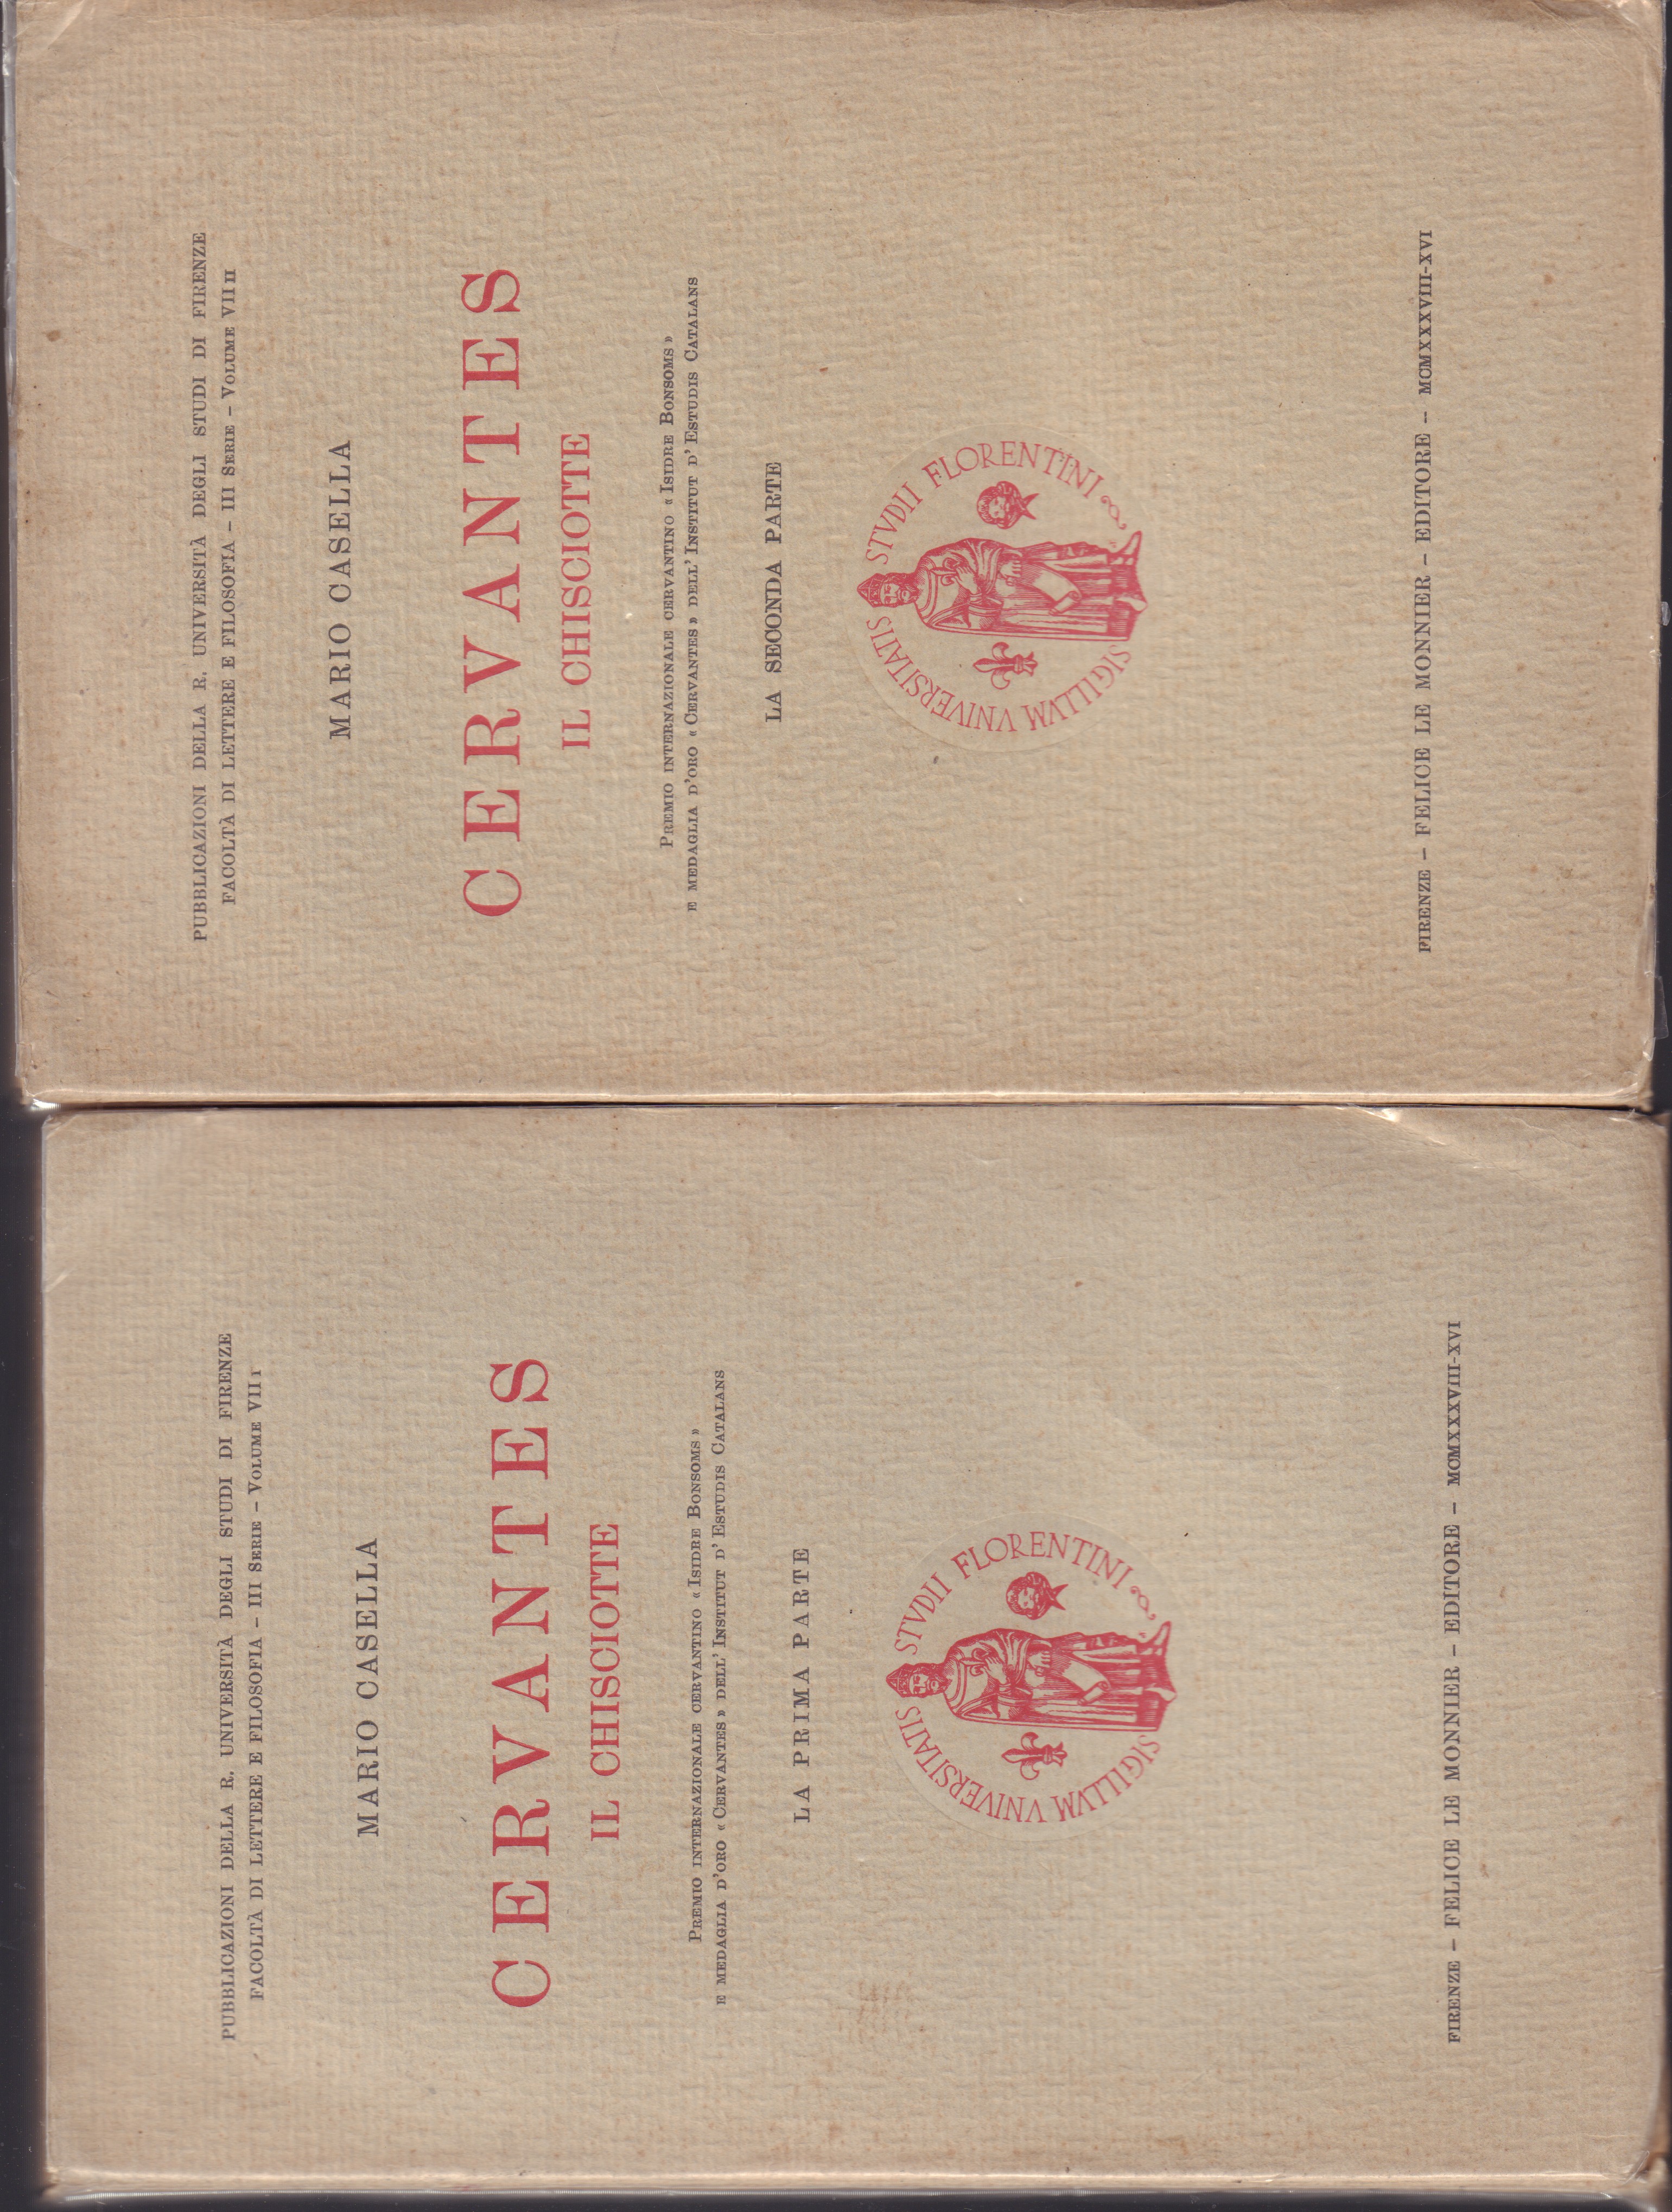 PUBBLICAZIONI DELLA R. UNIVERSITÀ DEGLI STUDI DI FIRENZE
FACOLTÀ DI LETTERE E FILOSOFIA – III SERIE – VOLUME VII I
MARIO CASELLA
CERVANTES
IL CHISCIOTTE
PREMIO INTERNAZIONALE CERVANTINO « ISIDRE BONSOMS »
E MEDAGLIA D'ORO « CERVANTES » DELL' INSTITUT D' ESTUDIS CATALANS
LA PRIMA PARTE
SIGILLVM VNIVERSITATIS STVDII FLORENTINI
FIRENZE – FELICE LE MONNIER – EDITORE – MCMXXXVIII-XVI
PUBBLICAZIONI DELLA R. UNIVERSITÀ DEGLI STUDI DI FIRENZE
FACOLTÀ DI LETTERE E FILOSOFIA – III SERIE – VOLUME VII II
MARIO CASELLA
CERVANTES
IL CHISCIOTTE
PREMIO INTERNAZIONALE CERVANTINO « ISIDRE BONSOMS »
E MEDAGLIA D'ORO « CERVANTES » DELL' INSTITUT D' ESTUDIS CATALANS
LA SECONDA PARTE
SIGILLVM VNIVERSITATIS STVDII FLORENTINI
FIRENZE – FELICE LE MONNIER – EDITORE – MCMXXXVIII-XVI